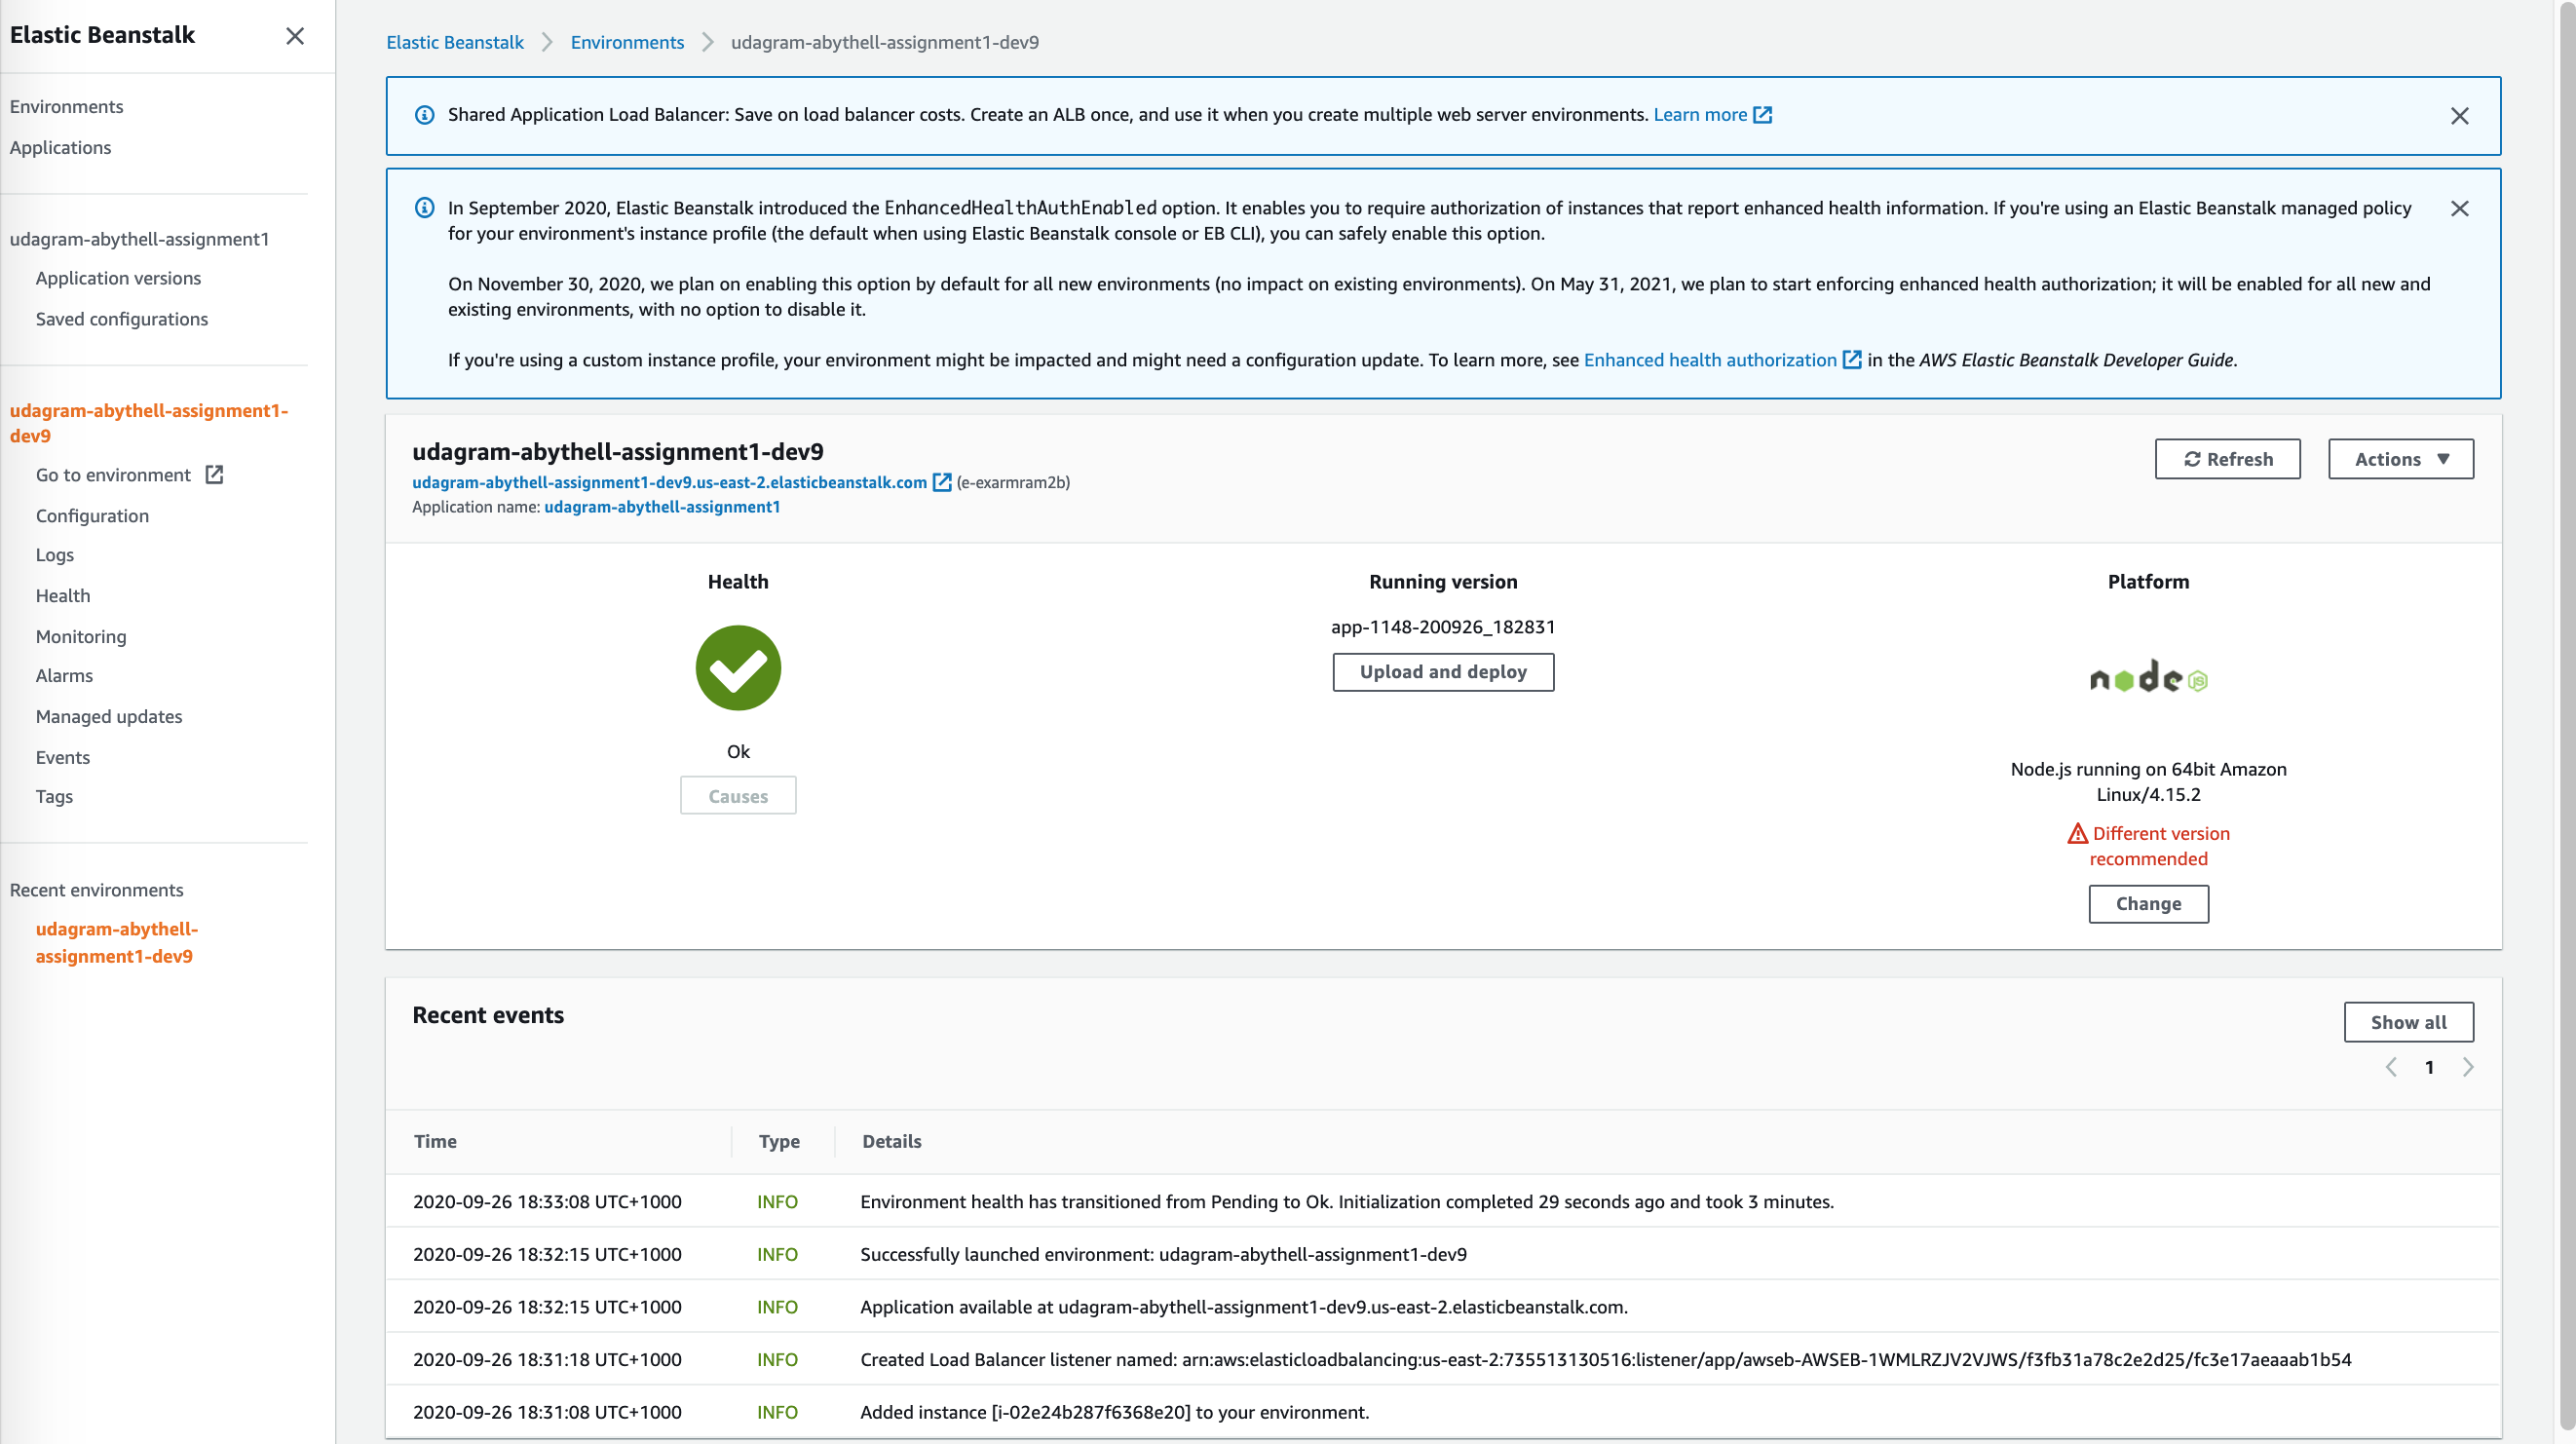 Elastic Beanstalk
Environments
Applications
udagram-abythell-assignment1
Application versions
Saved configurations
udagram-abythell-assignment1-
dev9
Go to environment
Configuration
Logs
Health
Monitoring
Alarms
Managed updates
Events
Tags
Recent environments
udagram-abythell-
assignment1-dev9
Elastic Beanstalk > Environments > udagram-abythell-assignment1-dev9
Shared Application Load Balancer: Save on load balancer costs. Create an ALB once, and use it when you create multiple web server environments. Learn more
In September 2020, Elastic Beanstalk introduced the EnhancedHealthAuthEnabled option. It enables you to require authorization of instances that report enhanced health information. If you're using an Elastic Beanstalk managed policy
for your environment's instance profile (the default when using Elastic Beanstalk console or EB CLI), you can safely enable this option.
On November 30, 2020, we plan on enabling this option by default for all new environments (no impact on existing environments). On May 31, 2021, we plan to start enforcing enhanced health authorization; it will be enabled for all new and
existing environments, with no option to disable it.
If you're using a custom instance profile, your environment might be impacted and might need a configuration update. To learn more, see Enhanced health authorization in the AWS Elastic Beanstalk Developer Guide.
udagram-abythell-assignment1-dev9
Refresh
Actions
udagram-abythell-assignment1-dev9.us-east-2.elasticbeanstalk.com (e-exarmram2b)
Application name: udagram-abythell-assignment1
Health
Ok
Causes
Running version
app-1148-200926_182831
Upload and deploy
Platform
node JS
Node.js running on 64bit Amazon
Linux/4.15.2
Different version
recommended
Change
Recent events
Show all
1
Time Type Details
2020-09-26 18:33:08 UTC+1000 INFO Environment health has transitioned from Pending to Ok. Initialization completed 29 seconds ago and took 3 minutes.
2020-09-26 18:32:15 UTC+1000 INFO Successfully launched environment: udagram-abythell-assignment1-dev9
2020-09-26 18:32:15 UTC+1000 INFO Application available at udagram-abythell-assignment1-dev9.us-east-2.elasticbeanstalk.com.
2020-09-26 18:31:18 UTC+1000 INFO Created Load Balancer listener named: arn:aws:elasticloadbalancing:us-east-2:735513130516:listener/app/awseb-AWSEB-1WMLRZJV2VJWS/f3fb31a78c2e2d25/fc3e17aeaaab1b54
2020-09-26 18:31:08 UTC+1000 INFO Added instance [i-02e24b287f6368e20] to your environment.